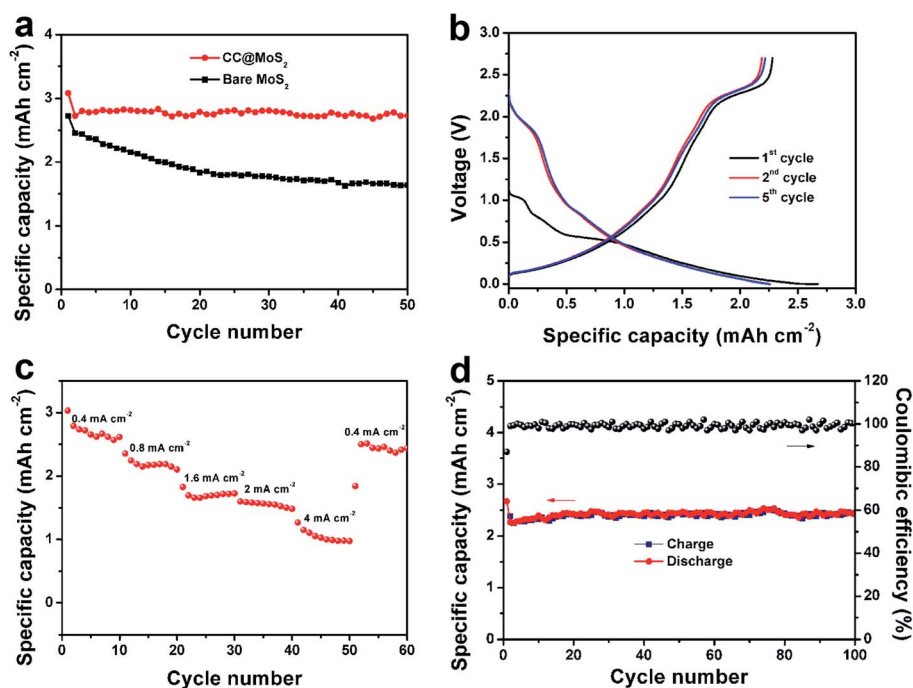 a
Specific capacity (mAh cm⁻²)
5
4
3
2
1
0
CC@MoS₂
Bare MoS₂
0 10 20 30 40 50
Cycle number
b
Voltage (V)
3.0
2.5
2.0
1.5
1.0
0.5
0.0
1ˢᵗ cycle
2ⁿᵈ cycle
5ᵗʰ cycle
0.0 0.5 1.0 1.5 2.0 2.5 3.0
Specific capacity (mAh cm⁻²)
c
Specific capacity (mAh cm⁻²)
3
2
1
0
0.4 mA cm⁻²
0.8 mA cm⁻²
1.6 mA cm⁻²
2 mA cm⁻²
4 mA cm⁻²
0.4 mA cm⁻²
0 10 20 30 40 50 60
Cycle number
d
Specific capacity (mAh cm⁻²)
5
4
3
2
1
0
Charge
Discharge
120
100
80
60
40
20
0
Coulomibic efficiency (%)
0 20 40 60 80 100
Cycle number